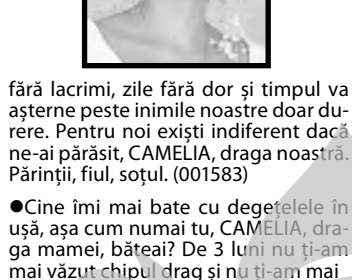 fără lacrimi, zile fără dor și timpul va
așterne peste inimile noastre doar du-
rere. Pentru noi exiști indiferent dacă
ne-ai părăsit, CAMELIA, draga noastră.
Părinții, fiul, soțul. (001583)
●Cine îmi mai bate cu degețelele în
ușă, așa cum numai tu, CAMELIA, dra-
ga mamei, băteai? De 3 luni nu ți-am
mai văzut chipul drag și nu ți-am mai